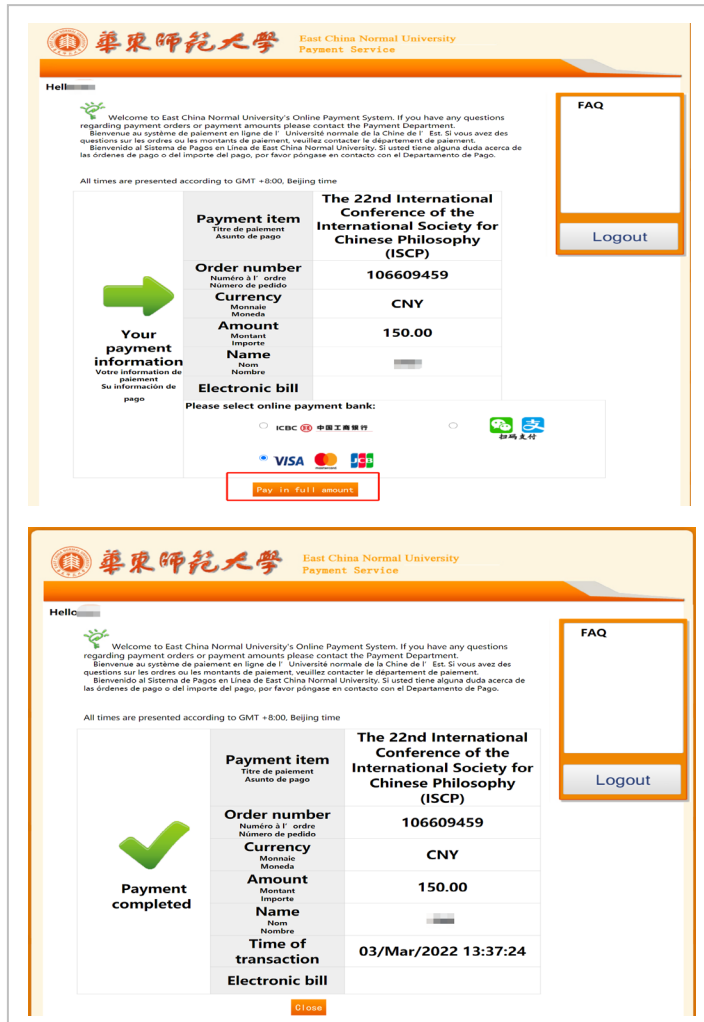 華東師範大學
East China Normal University
Payment Service
Hello
Welcome to East China Normal University's Online Payment System. If you have any questions
regarding payment orders or payment amounts please contact the Payment Department.
Bienvenue au système de paiement en ligne de l' Université normale de la Chine de l' Est. Si vous avez des
questions sur les ordres ou les montants de paiement, veuillez contacter le département de paiement.
Bienvenido al Sistema de Pagos en Línea de East China Normal University. Si usted tiene alguna duda acerca de
las órdenes de pago o del importe del pago, por favor póngase en contacto con el Departamento de Pago.
All times are presented according to GMT +8:00, Beijing time
FAQ
Logout
Your
payment
information
Votre information de
paiement
Su información de
pago
Payment item
Titre de paiement
Asunto de pago
The 22nd International
Conference of the
International Society for
Chinese Philosophy
(ISCP)
Order number
Numéro à l' ordre
Número de pedido
106609459
Currency
Monnaie
Moneda
CNY
Amount
Montant
Importe
150.00
Name
Nom
Nombre
Electronic bill
Please select online payment bank:
ICBC 中国工商银行
支
扫码支付
VISA
mastercard
JCB
Pay in full amount
華東師範大學
East China Normal University
Payment Service
Hello
Welcome to East China Normal University's Online Payment System. If you have any questions
regarding payment orders or payment amounts please contact the Payment Department.
Bienvenue au système de paiement en ligne de l' Université normale de la Chine de l' Est. Si vous avez des
questions sur les ordres ou les montants de paiement, veuillez contacter le département de paiement.
Bienvenido al Sistema de Pagos en Línea de East China Normal University. Si usted tiene alguna duda acerca de
las órdenes de pago o del importe del pago, por favor póngase en contacto con el Departamento de Pago.
All times are presented according to GMT +8:00, Beijing time
FAQ
Logout
Payment
completed
Payment item
Titre de paiement
Asunto de pago
The 22nd International
Conference of the
International Society for
Chinese Philosophy
(ISCP)
Order number
Numéro à l' ordre
Número de pedido
106609459
Currency
Monnaie
Moneda
CNY
Amount
Montant
Importe
150.00
Name
Nom
Nombre
Time of
transaction
03/Mar/2022 13:37:24
Electronic bill
Close